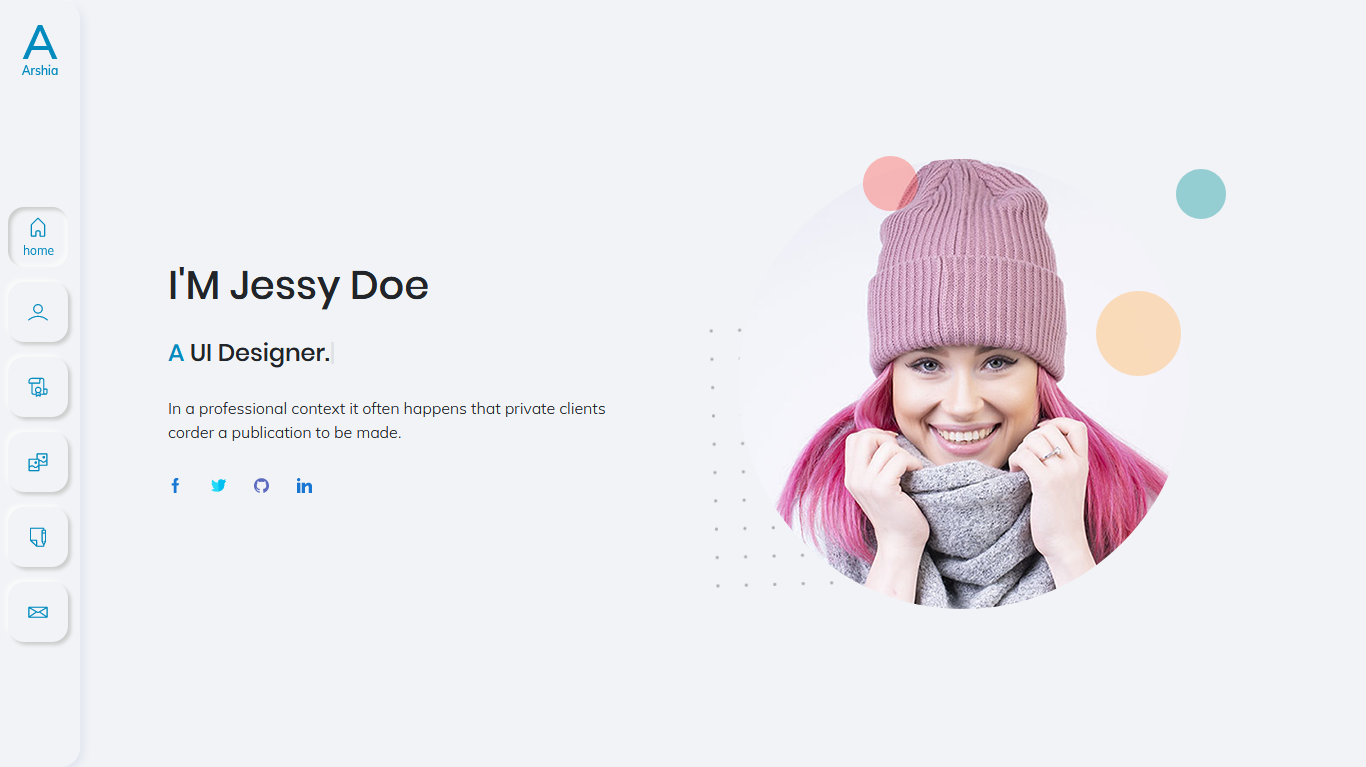 A
Arshia
home
I'M Jessy Doe
A UI Designer.
In a professional context it often happens that private clients
corder a publication to be made.